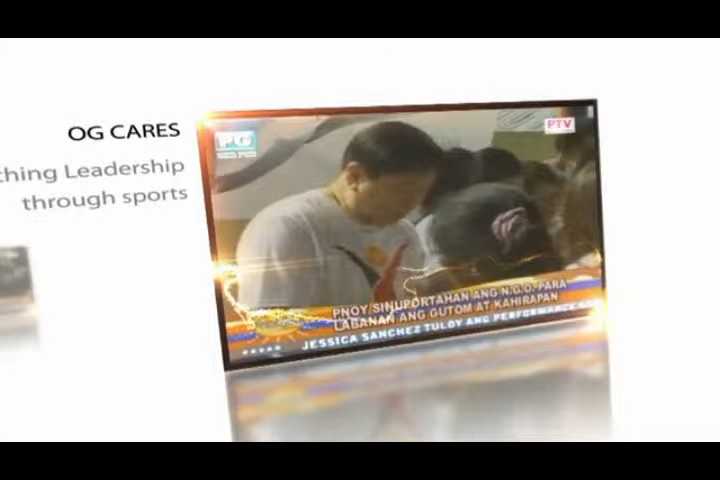 OG CARES
thing Leadership
through sports
PG
PTV
PNOY SINUPORTAHAN ANG N.G.O. PARA
LABANAN ANG GUTOM AT KAHIRAPAN
JESSICA SANCHEZ TULOY ANG PERFORMANCE